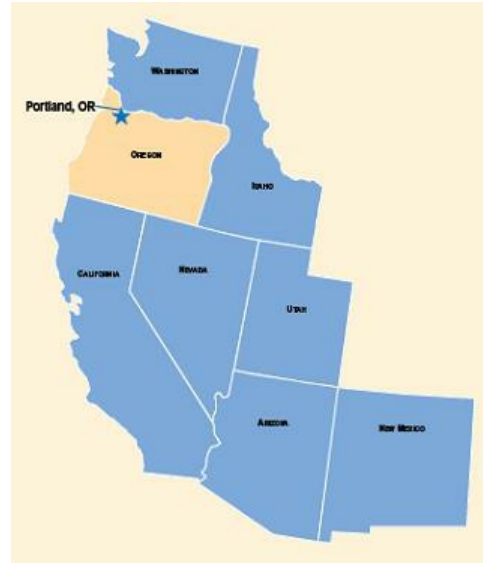 WASHINGTON
Portland, OR
OREGON
IDAHO
CALIFORNIA
NEVADA
UTAH
ARIZONA
NEW MEXICO